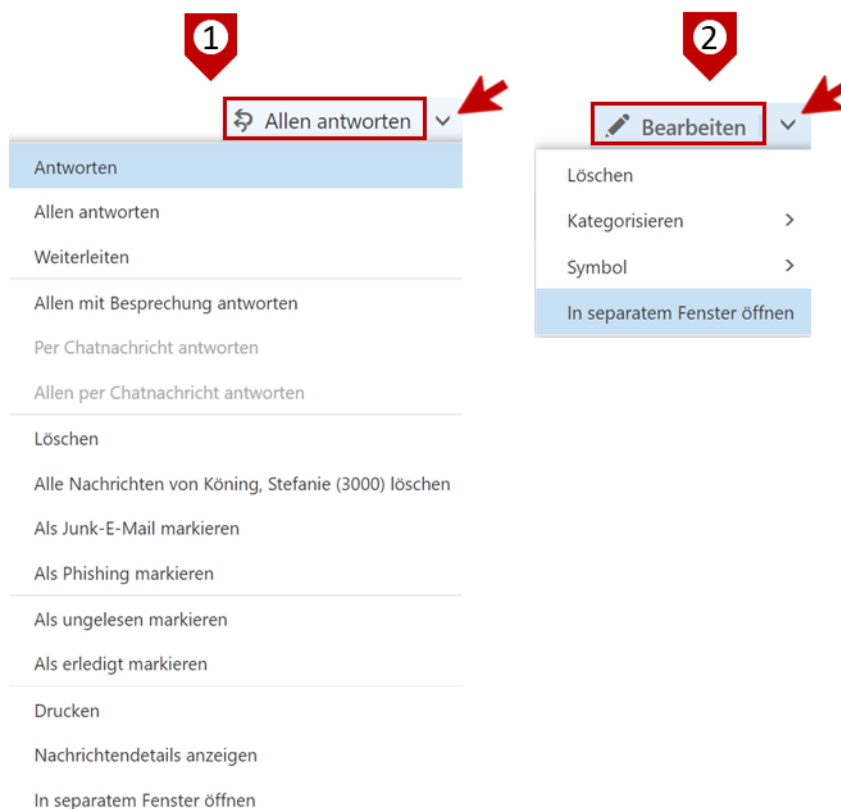 1
Allen antworten
Antworten
Allen antworten
Weiterleiten
Allen mit Besprechung antworten
Per Chatnachricht antworten
Allen per Chatnachricht antworten
Löschen
Alle Nachrichten von Köning, Stefanie (3000) löschen
Als Junk-E-Mail markieren
Als Phishing markieren
Als ungelesen markieren
Als erledigt markieren
Drucken
Nachrichtendetails anzeigen
In separatem Fenster öffnen
2
Bearbeiten
Löschen
Kategorisieren
Symbol
In separatem Fenster öffnen